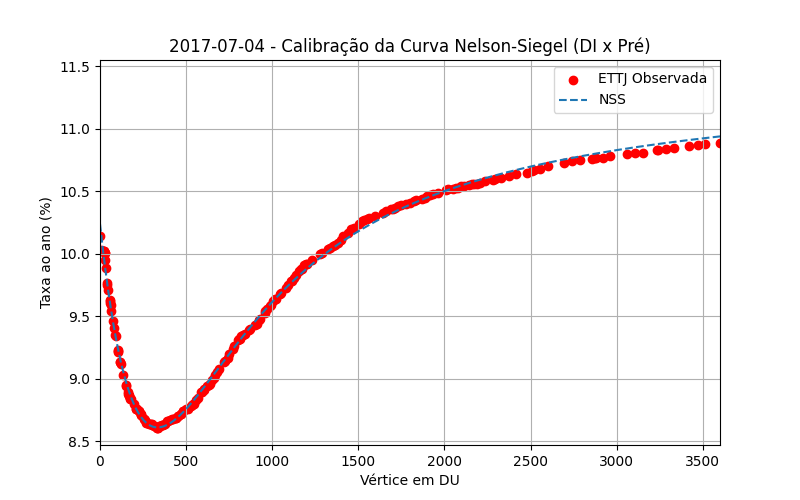 2017-07-04 - Calibração da Curva Nelson-Siegel (DI x Pré)
ETTJ Observada
NSS
Taxa ao ano (%)
11.5
11.0
10.5
10.0
9.5
9.0
8.5
0 500 1000 1500 2000 2500 3000 3500
Vértice em DU